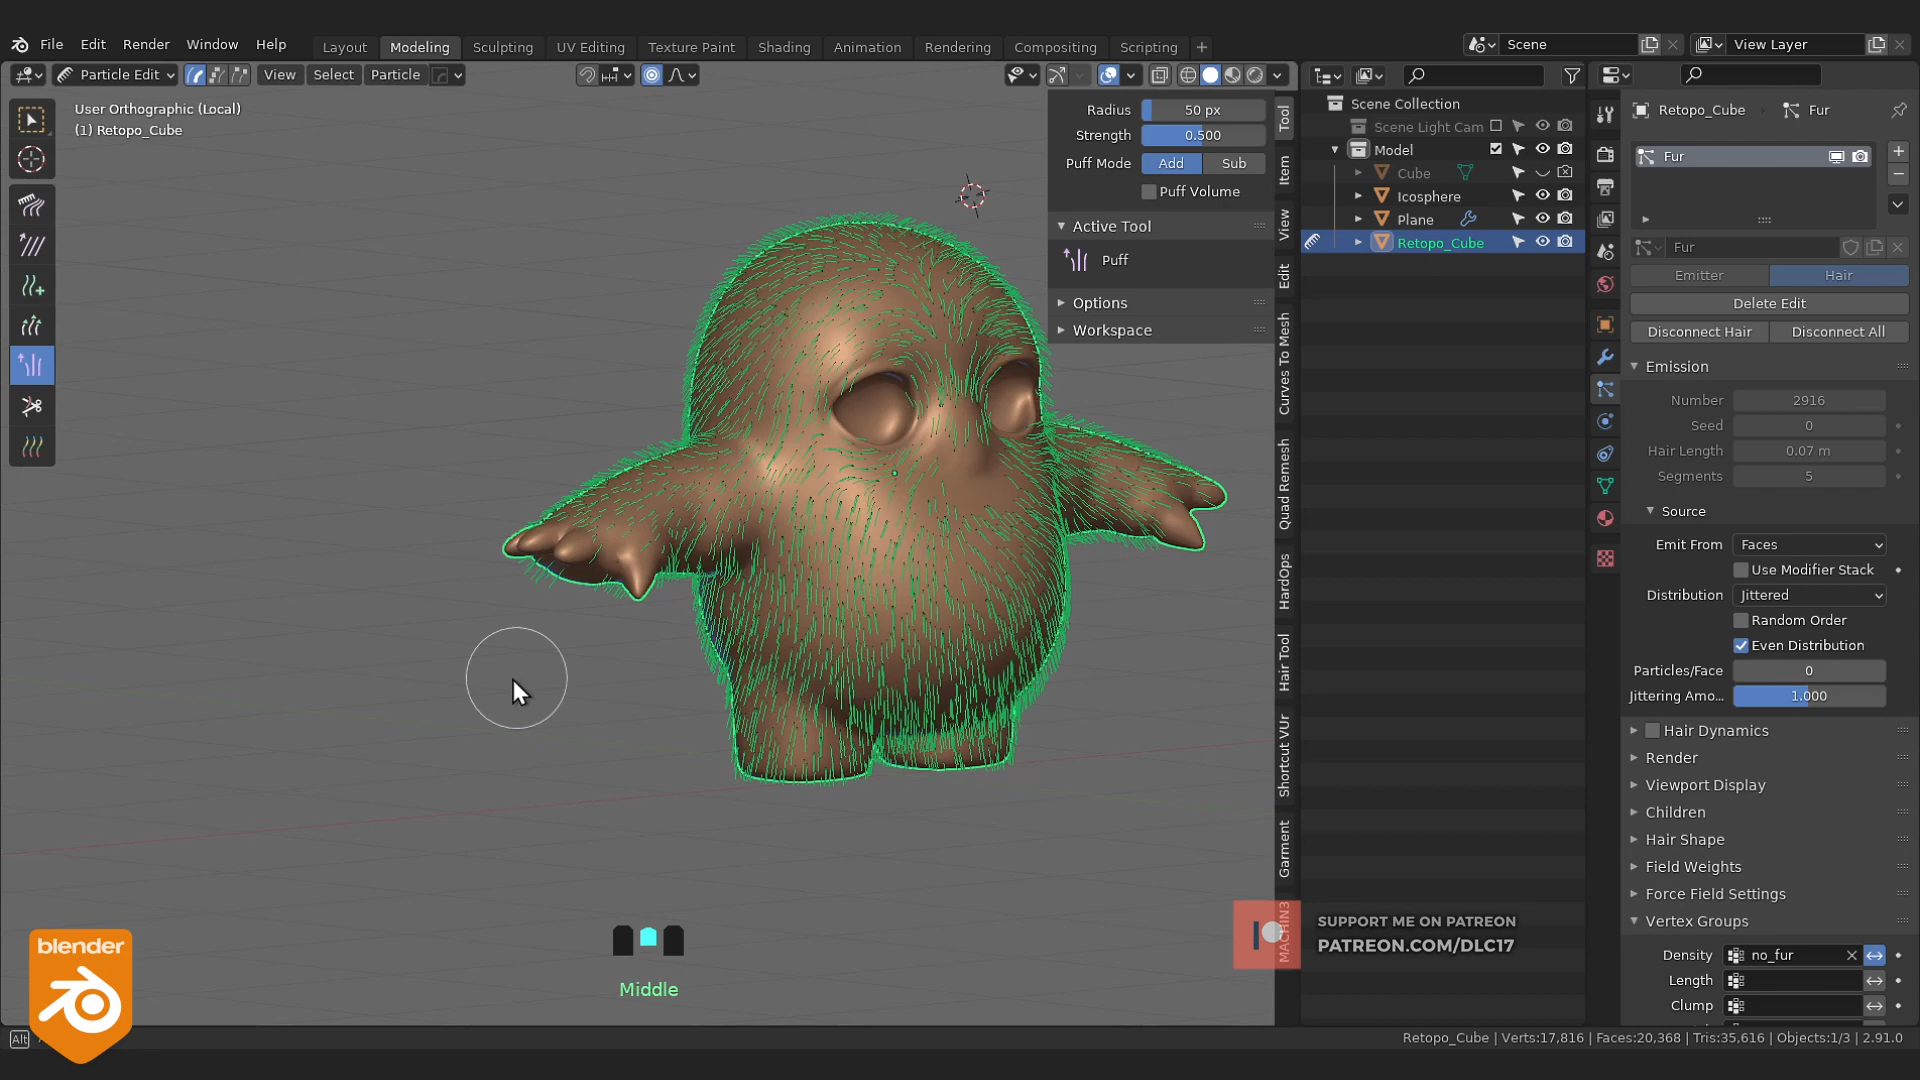 File Edit Render Window Help
Layout Modeling Sculpting UV Editing Texture Paint Shading Animation Rendering Compositing Scripting +
Scene
View Layer
Particle Edit
View Select Particle
User Orthographic (Local)
(1) Retopo_Cube
Radius 50 px
Strength 0.500
Puff Mode Add Sub
Puff Volume
Active Tool
Puff
Options
Workspace
Tool
Item
View
Edit
Curves To Mesh
Quad Remesh
HardOps
Hair Tool
Shortcut VUr
Garment
MACHIN3
Scene Collection
Scene Light Cam
Model
Cube
Icosphere
Plane
Retopo_Cube
Retopo_Cube Fur
Fur
Fur
Emitter Hair
Delete Edit
Disconnect Hair Disconnect All
Emission
Number 2916
Seed 0
Hair Length 0.07 m
Segments 5
Source
Emit From Faces
Use Modifier Stack
Distribution Jittered
Random Order
Even Distribution
Particles/Face 0
Jittering Amo... 1.000
Hair Dynamics
Render
Viewport Display
Children
Hair Shape
Field Weights
Force Field Settings
Vertex Groups
Density no_fur
Length
Clump
SUPPORT ME ON PATREON
PATREON.COM/DLC17
blender
Middle
Alt
Retopo_Cube | Verts:17,816 | Faces:20,368 | Tris:35,616 | Objects:1/3 | 2.91.0